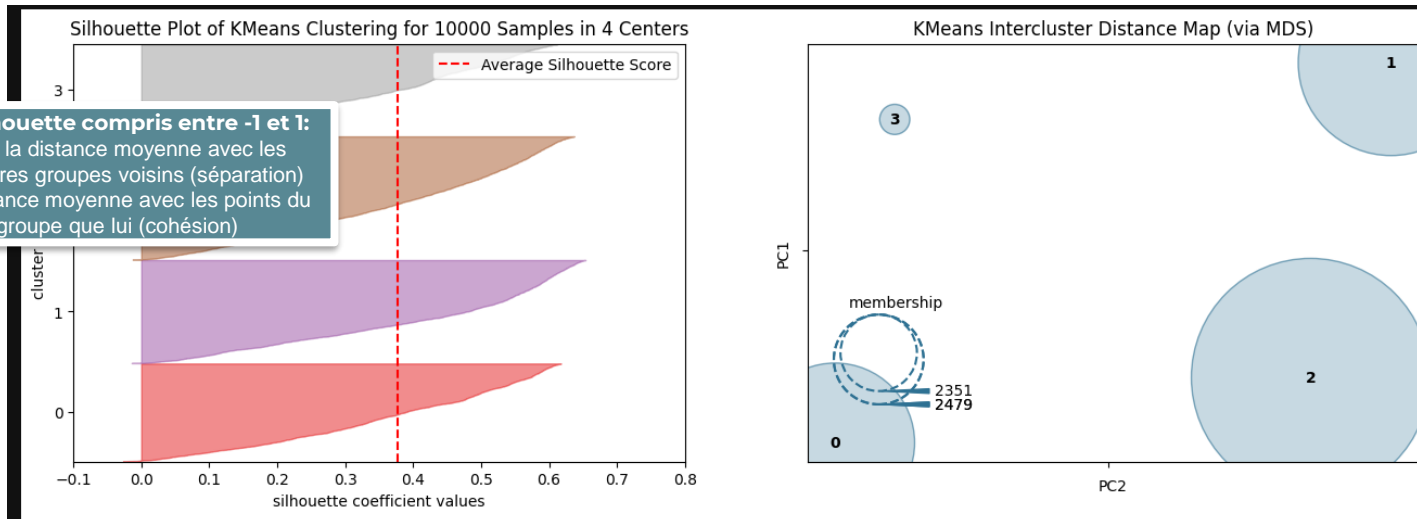 Silhouette Plot of KMeans Clustering for 10000 Samples in 4 Centers
Average Silhouette Score
3
houette compris entre -1 et 1:
la distance moyenne avec les
res groupes voisins (séparation)
ance moyenne avec les points du
groupe que lui (cohésion)
cluster
1
0
-0.1 0.0 0.1 0.2 0.3 0.4 0.5 0.6 0.7 0.8
silhouette coefficient values
KMeans Intercluster Distance Map (via MDS)
1
3
PC1
membership
2
2351
2479
0
PC2